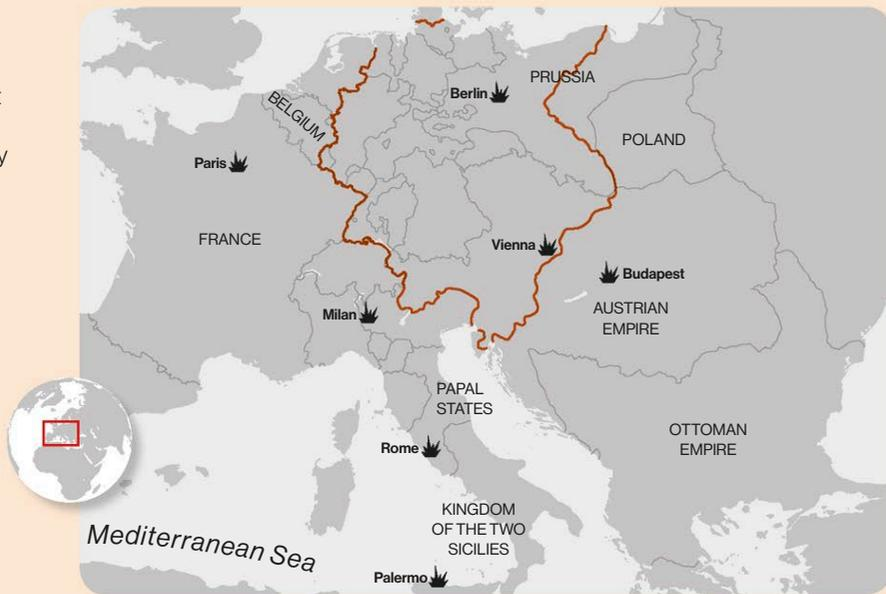 PRUSSIA
Berlin
BELGIUM
POLAND
Paris
FRANCE
Vienna
Budapest
AUSTRIAN
EMPIRE
Milan
PAPAL
STATES
OTTOMAN
EMPIRE
Rome
KINGDOM
OF THE TWO
SICILIES
Mediterranean Sea
Palermo